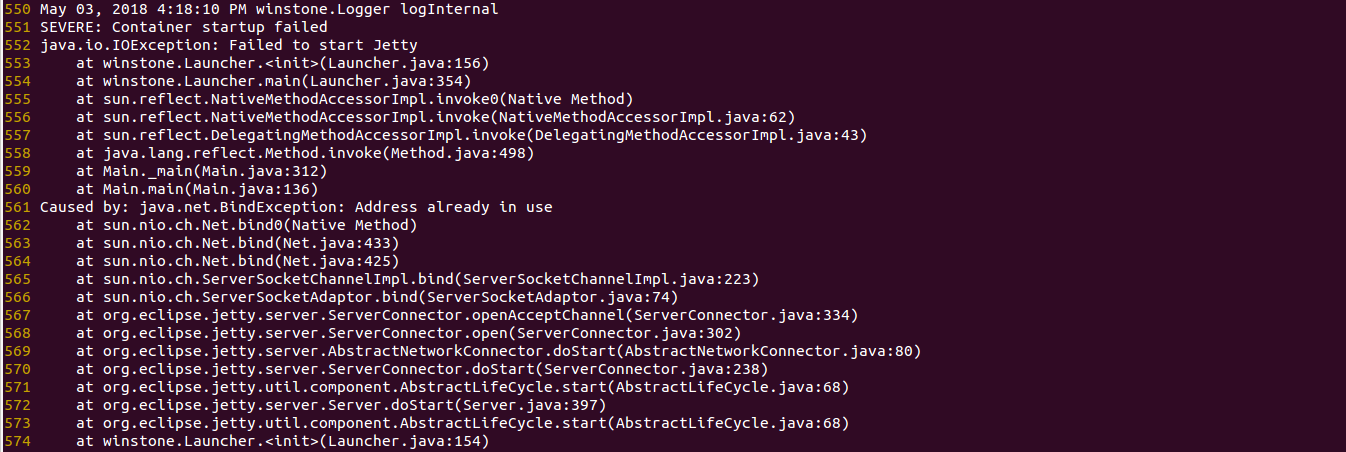 550 May 03, 2018 4:18:10 PM winstone.Logger logInternal
551 SEVERE: Container startup failed
552 java.io.IOException: Failed to start Jetty
553     at winstone.Launcher.<init>(Launcher.java:156)
554     at winstone.Launcher.main(Launcher.java:354)
555     at sun.reflect.NativeMethodAccessorImpl.invoke0(Native Method)
556     at sun.reflect.NativeMethodAccessorImpl.invoke(NativeMethodAccessorImpl.java:62)
557     at sun.reflect.DelegatingMethodAccessorImpl.invoke(DelegatingMethodAccessorImpl.java:43)
558     at java.lang.reflect.Method.invoke(Method.java:498)
559     at Main._main(Main.java:312)
560     at Main.main(Main.java:136)
561 Caused by: java.net.BindException: Address already in use
562     at sun.nio.ch.Net.bind0(Native Method)
563     at sun.nio.ch.Net.bind(Net.java:433)
564     at sun.nio.ch.Net.bind(Net.java:425)
565     at sun.nio.ch.ServerSocketChannelImpl.bind(ServerSocketChannelImpl.java:223)
566     at sun.nio.ch.ServerSocketAdaptor.bind(ServerSocketAdaptor.java:74)
567     at org.eclipse.jetty.server.ServerConnector.openAcceptChannel(ServerConnector.java:334)
568     at org.eclipse.jetty.server.ServerConnector.open(ServerConnector.java:302)
569     at org.eclipse.jetty.server.AbstractNetworkConnector.doStart(AbstractNetworkConnector.java:80)
570     at org.eclipse.jetty.server.ServerConnector.doStart(ServerConnector.java:238)
571     at org.eclipse.jetty.util.component.AbstractLifeCycle.start(AbstractLifeCycle.java:68)
572     at org.eclipse.jetty.server.Server.doStart(Server.java:397)
573     at org.eclipse.jetty.util.component.AbstractLifeCycle.start(AbstractLifeCycle.java:68)
574     at winstone.Launcher.<init>(Launcher.java:154)